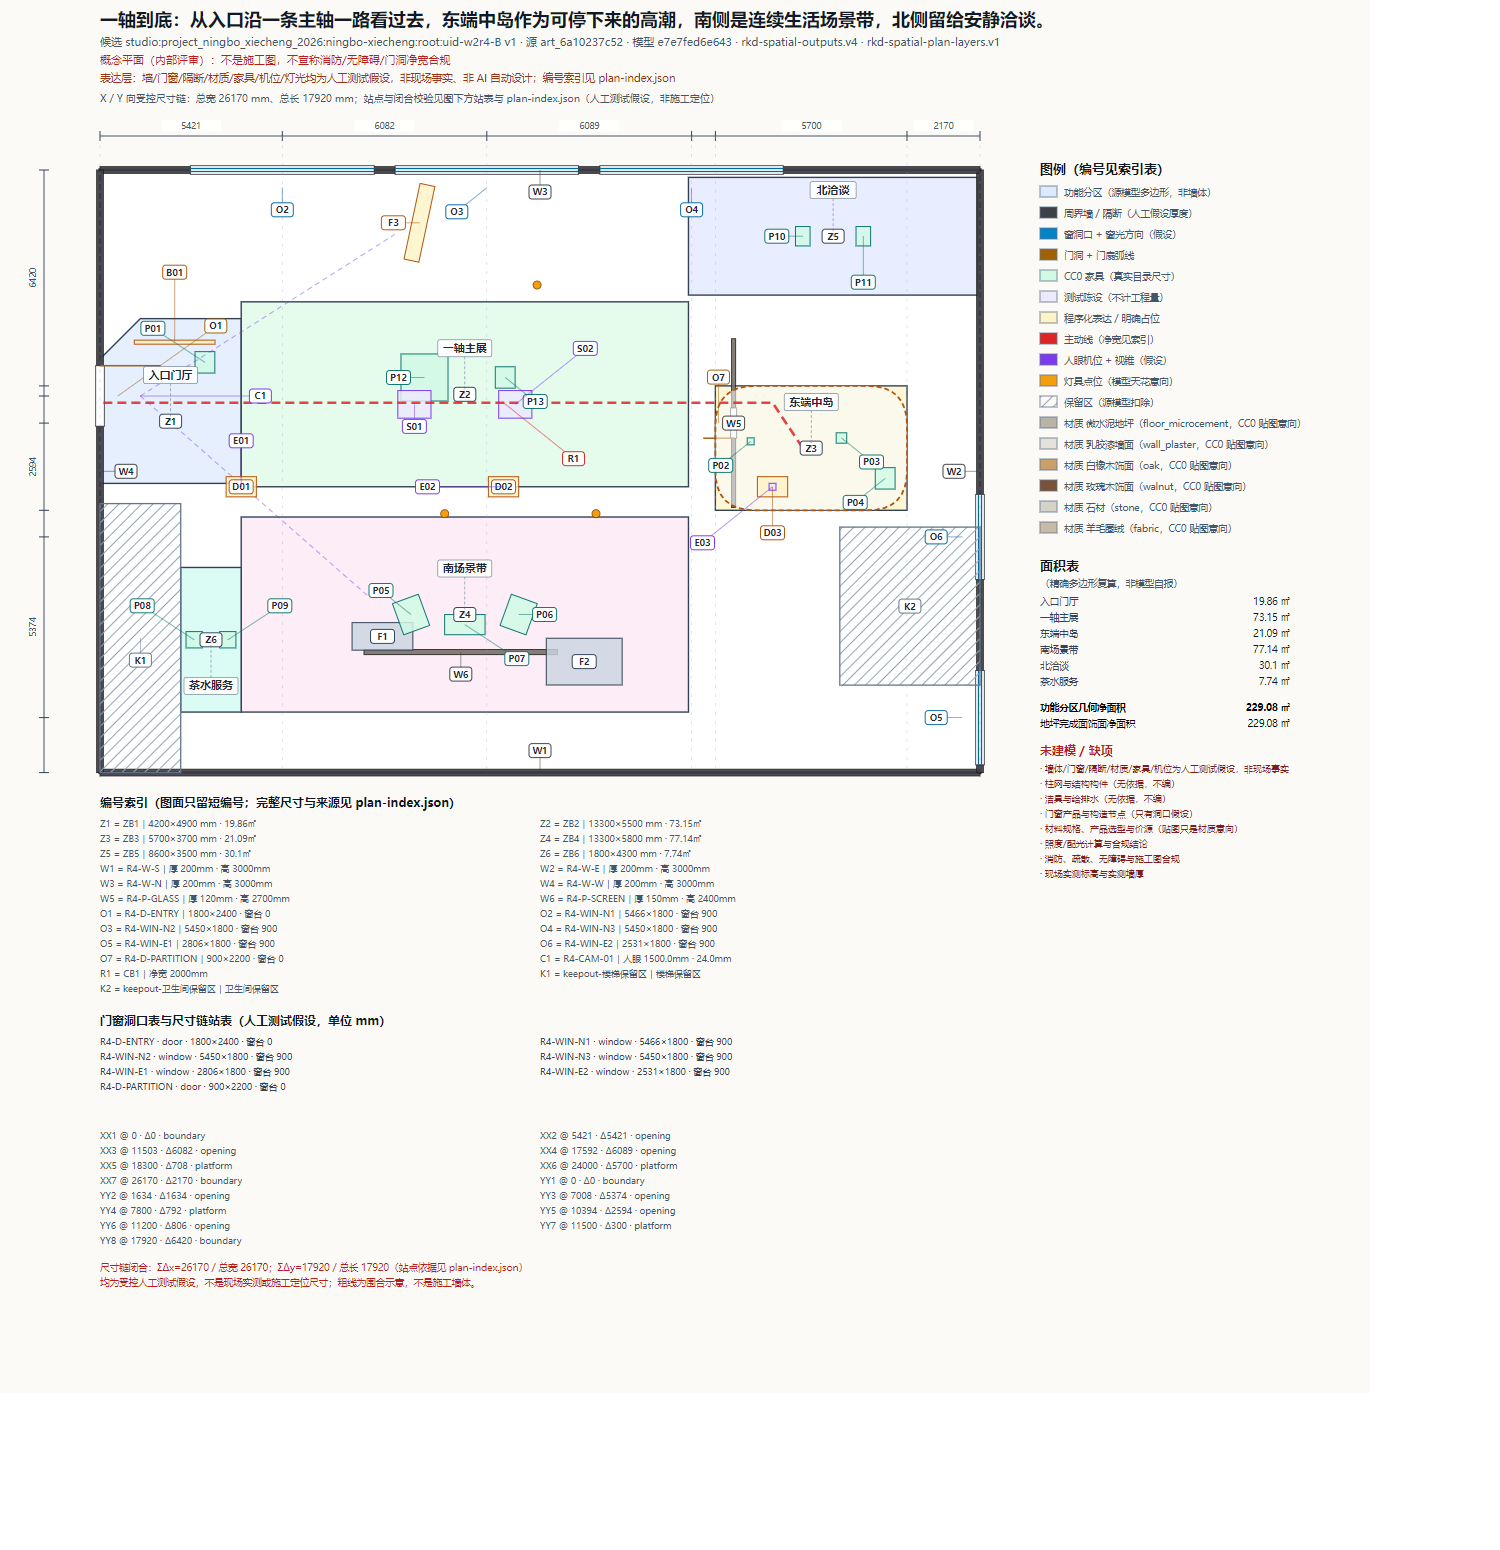 一轴到底：从入口沿一条主轴一路看过去，东端中岛作为可停下来的高潮，南侧是连续生活场景带，北侧留给安静洽谈。
候选 studio:project_ningbo_xiecheng_2026:ningbo-xiecheng:root:uid-w2r4-B v1 · 源 art_6a10237c52 · 模型 e7e7fed6e643 · rkd-spatial-outputs.v4 · rkd-spatial-plan-layers.v1
概念平面（内部评审）：不是施工图，不宣称消防/无障碍/门洞净宽合规
表达层：墙/门窗/隔断/材质/家具/机位/灯光均为人工测试假设，非现场事实、非 AI 自动设计；编号索引见 plan-index.json
X / Y 向受控尺寸链：总宽 26170 mm、总长 17920 mm；站点与闭合校验见图下方站表与 plan-index.json（人工测试假设，非施工定位）
5421 6082 6089 5700 2170
6420
2594
5374
O2
F3
O3
W3
O4
北洽谈
P10
Z5
P11
B01
P01
O1
入口门厅
C1
Z1
E01
W4
D01
一轴主展
S02
P12
Z2
P13
S01
R1
E02
D02
O7
东端中岛
W5
Z3
P02
P03
P04
D03
E03
W2
O6
K2
O5
南场景带
P05
Z4
P06
F1
P07
F2
W6
P08
P09
Z6
K1
茶水服务
W1
图例（编号见索引表）
功能分区（源模型多边形，非墙体）
周界墙 / 隔断（人工假设厚度）
窗洞口 + 窗光方向（假设）
门洞 + 门扇弧线
CC0 家具（真实目录尺寸）
测试陈设（不计工程量）
程序化表达 / 明确占位
主动线（净宽见索引）
人眼机位 + 视锥（假设）
灯具点位（模型天花意向）
保留区（源模型扣除）
材质 微水泥地坪（floor_microcement，CC0 贴图意向）
材质 乳胶漆墙面（wall_plaster，CC0 贴图意向）
材质 白橡木饰面（oak，CC0 贴图意向）
材质 玫瑰木饰面（walnut，CC0 贴图意向）
材质 石材（stone，CC0 贴图意向）
材质 羊毛圈绒（fabric，CC0 贴图意向）
面积表
（精确多边形复算，非模型自报）
入口门厅 19.86 ㎡
一轴主展 73.15 ㎡
东端中岛 21.09 ㎡
南场景带 77.14 ㎡
北洽谈 30.1 ㎡
茶水服务 7.74 ㎡
功能分区几何净面积 229.08 ㎡
地坪完成面饰面净面积 229.08 ㎡
未建模 / 缺项
· 墙体/门窗/隔断/材质/家具/机位为人工测试假设，非现场事实
· 柱网与结构构件（无依据，不编）
· 洁具与给排水（无依据，不编）
· 门窗产品与构造节点（只有洞口假设）
· 材料规格、产品选型与价源（贴图只是材质意向）
· 照度/配光计算与合规结论
· 消防、疏散、无障碍与施工图合规
· 现场实测标高与实测墙厚
编号索引（图面只留短编号；完整尺寸与来源见 plan-index.json）
Z1 = ZB1 | 4200×4900 mm · 19.86㎡
Z2 = ZB2 | 13300×5500 mm · 73.15㎡
Z3 = ZB3 | 5700×3700 mm · 21.09㎡
Z4 = ZB4 | 13300×5800 mm · 77.14㎡
Z5 = ZB5 | 8600×3500 mm · 30.1㎡
Z6 = ZB6 | 1800×4300 mm · 7.74㎡
W1 = R4-W-S | 厚 200mm · 高 3000mm
W2 = R4-W-E | 厚 200mm · 高 3000mm
W3 = R4-W-N | 厚 200mm · 高 3000mm
W4 = R4-W-W | 厚 200mm · 高 3000mm
W5 = R4-P-GLASS | 厚 120mm · 高 2700mm
W6 = R4-P-SCREEN | 厚 150mm · 高 2400mm
O1 = R4-D-ENTRY | 1800×2400 · 窗台 0
O2 = R4-WIN-N1 | 5466×1800 · 窗台 900
O3 = R4-WIN-N2 | 5450×1800 · 窗台 900
O4 = R4-WIN-N3 | 5450×1800 · 窗台 900
O5 = R4-WIN-E1 | 2806×1800 · 窗台 900
O6 = R4-WIN-E2 | 2531×1800 · 窗台 900
O7 = R4-D-PARTITION | 900×2200 · 窗台 0
C1 = R4-CAM-01 | 人眼 1500.0mm · 24.0mm
R1 = CB1 | 净宽 2000mm
K1 = keepout-楼梯保留区 | 楼梯保留区
K2 = keepout-卫生间保留区 | 卫生间保留区
门窗洞口表与尺寸链站表（人工测试假设，单位 mm）
R4-D-ENTRY · door · 1800×2400 · 窗台 0
R4-WIN-N1 · window · 5466×1800 · 窗台 900
R4-WIN-N2 · window · 5450×1800 · 窗台 900
R4-WIN-N3 · window · 5450×1800 · 窗台 900
R4-WIN-E1 · window · 2806×1800 · 窗台 900
R4-WIN-E2 · window · 2531×1800 · 窗台 900
R4-D-PARTITION · door · 900×2200 · 窗台 0
XX1 @ 0 · Δ0 · boundary
XX2 @ 5421 · Δ5421 · opening
XX3 @ 11503 · Δ6082 · opening
XX4 @ 17592 · Δ6089 · opening
XX5 @ 18300 · Δ708 · platform
XX6 @ 24000 · Δ5700 · platform
XX7 @ 26170 · Δ2170 · boundary
YY1 @ 0 · Δ0 · boundary
YY2 @ 1634 · Δ1634 · opening
YY3 @ 7008 · Δ5374 · opening
YY4 @ 7800 · Δ792 · platform
YY5 @ 10394 · Δ2594 · opening
YY6 @ 11200 · Δ806 · opening
YY7 @ 11500 · Δ300 · platform
YY8 @ 17920 · Δ6420 · boundary
尺寸链闭合：ΣΔx=26170 / 总宽 26170；ΣΔy=17920 / 总长 17920（站点依据见 plan-index.json）
均为受控人工测试假设，不是现场实测或施工定位尺寸；粗线为围合示意，不是施工墙体。